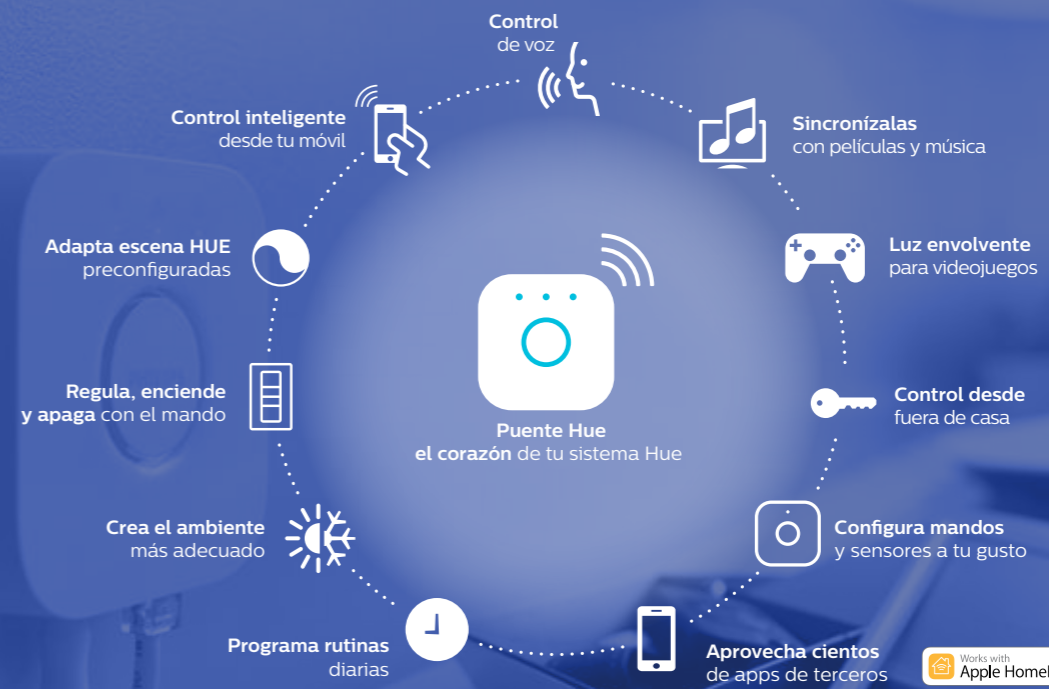 Control
de voz
Control inteligente
desde tu móvil
Sincronízalas
con películas y música
Adapta escena HUE
preconfiguradas
Luz envolvente
para videojuegos
Regula, enciende
y apaga con el mando
Puente Hue
el corazón de tu sistema Hue
Control desde
fuera de casa
Crea el ambiente
más adecuado
Configura mandos
y sensores a tu gusto
Programa rutinas
diarias
Aprovecha cientos
de apps de terceros
Works with
Apple Home